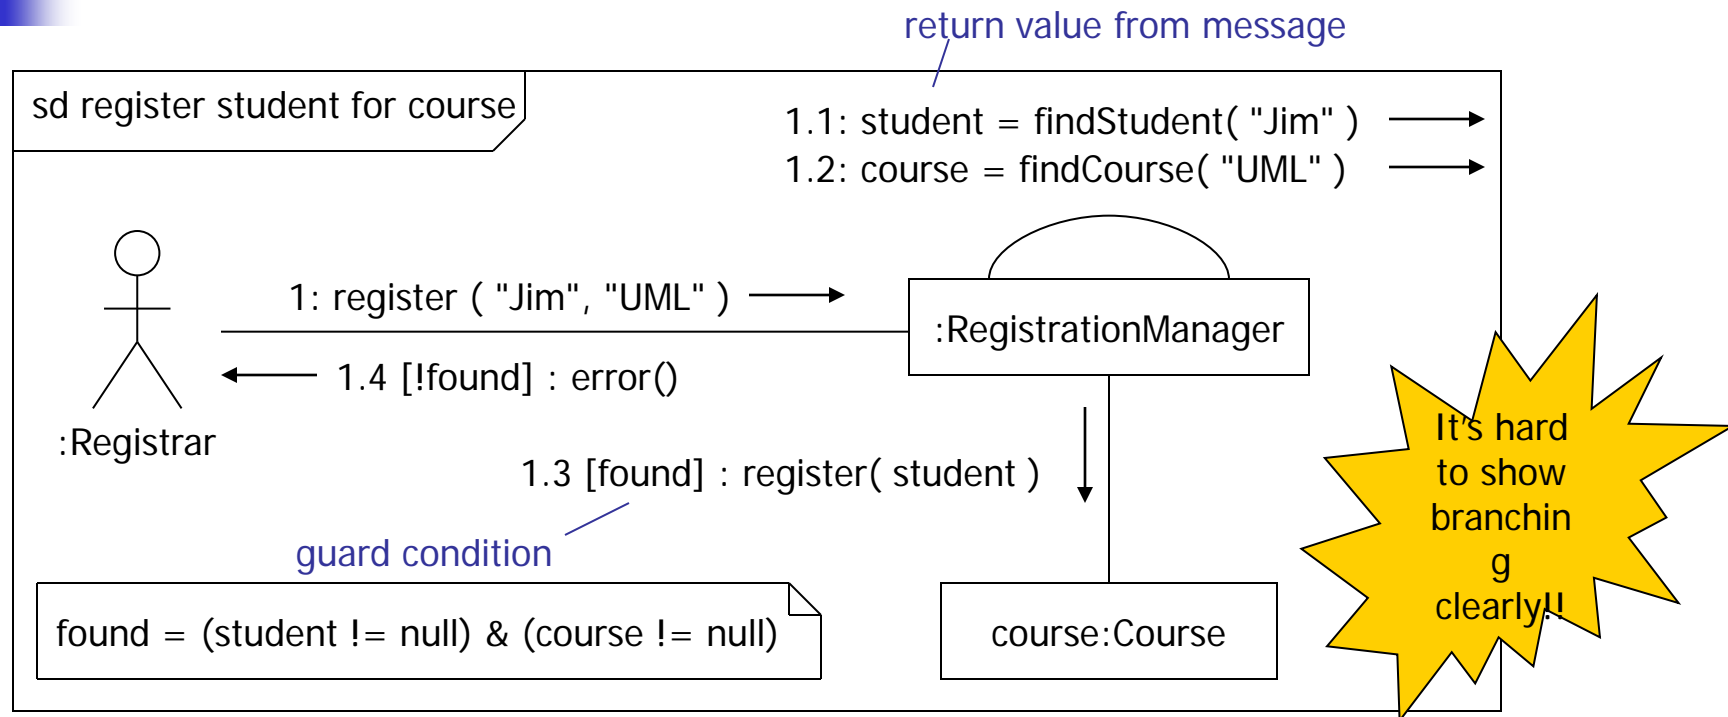 return value from message
sd register student for course
1.1: student = findStudent( "Jim" )
1.2: course = findCourse( "UML" )
1: register ( "Jim", "UML" )
:RegistrationManager
1.4 [!found] : error()
:Registrar
1.3 [found] : register( student )
guard condition
found = (student != null) & (course != null)
course:Course
It's hard
to show
branchin
g
clearly!!